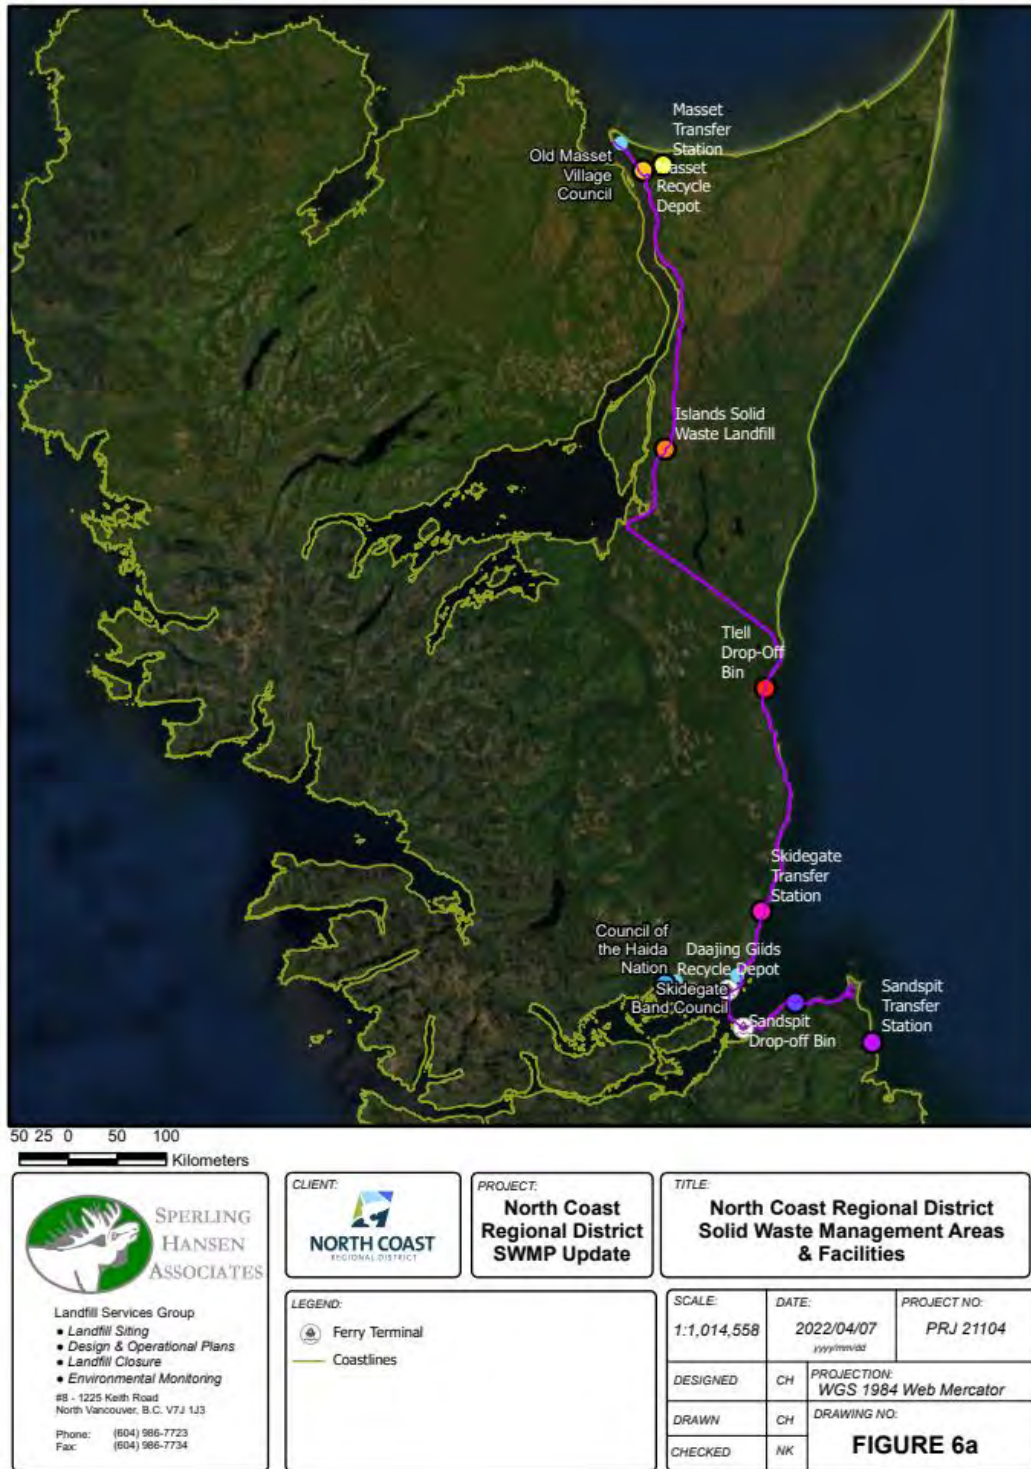 Masset
Transfer
Station
Old Masset
Village
Council
Masset
Recycle
Depot
Islands Solid
Waste Landfill
Tlell
Drop-Off
Bin
Skidegate
Transfer
Station
Council of
the Haida
Nation
Daajing Giids
Recycle Depot
Skidegate
Band Council
Sandspit
Transfer
Station
Sandspit
Drop-off Bin
50 25 0 50 100
Kilometers
SPERLING
HANSEN
ASSOCIATES
Landfill Services Group
• Landfill Siting
• Design & Operational Plans
• Landfill Closure
• Environmental Monitoring
#8 - 1225 Keith Road
North Vancouver, B.C. V7J 1J3
Phone: (604) 986-7723
Fax: (604) 986-7734
CLIENT:
NORTH COAST
REGIONAL DISTRICT
PROJECT:
North Coast
Regional District
SWMP Update
TITLE:
North Coast Regional District
Solid Waste Management Areas
& Facilities
LEGEND:
Ferry Terminal
Coastlines
SCALE:
1:1,014,558
DATE:
2022/04/07
yyyy/mm/dd
PROJECT NO:
PRJ 21104
DESIGNED CH
PROJECTION:
WGS 1984 Web Mercator
DRAWN CH
DRAWING NO:
FIGURE 6a
CHECKED NK